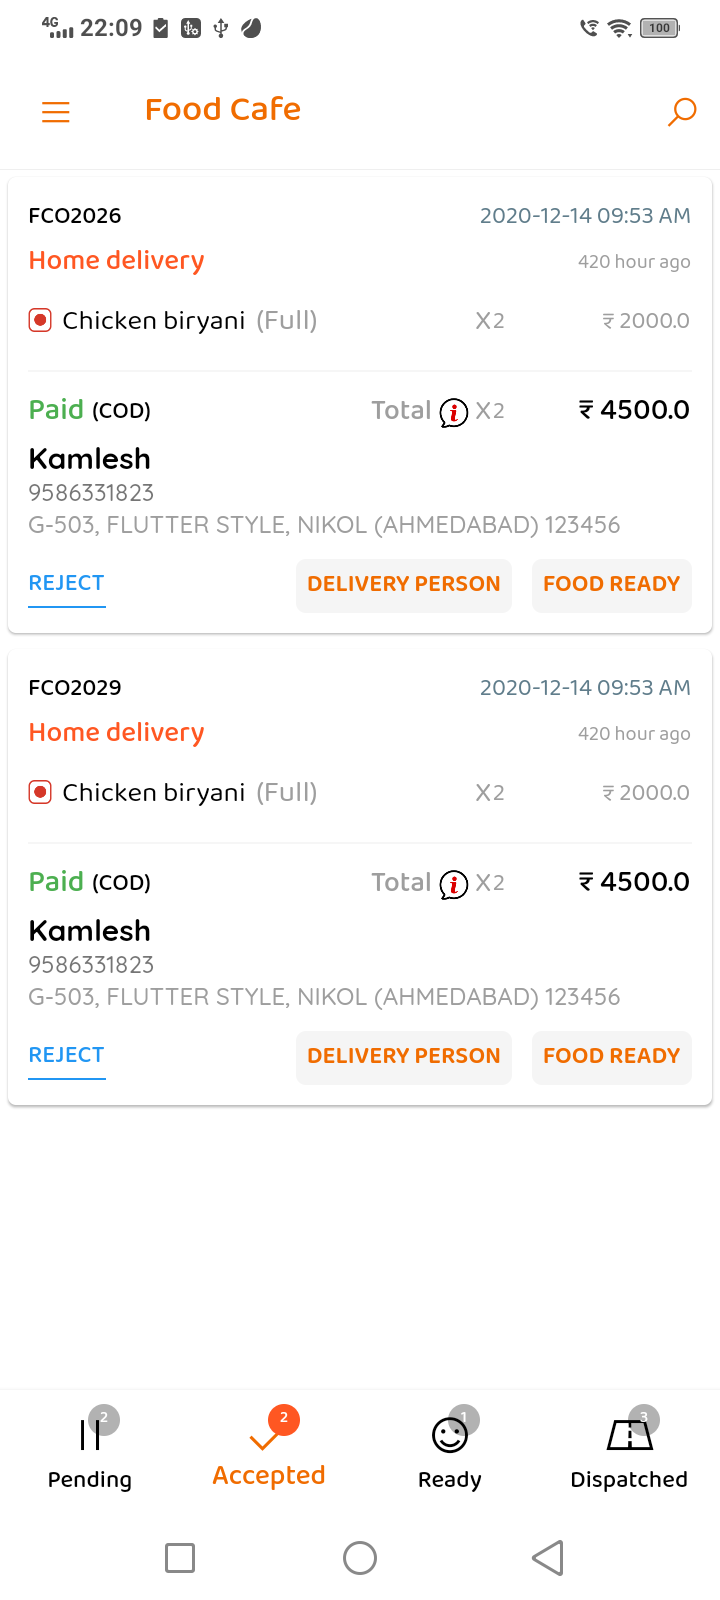 4G 22:09 100
Food Cafe
FCO2026 2020-12-14 09:53 AM
Home delivery 420 hour ago
Chicken biryani (Full) X2 ₹ 2000.0
Paid (COD) Total i X2 ₹ 4500.0
Kamlesh
9586331823
G-503, FLUTTER STYLE, NIKOL (AHMEDABAD) 123456
REJECT DELIVERY PERSON FOOD READY
FCO2029 2020-12-14 09:53 AM
Home delivery 420 hour ago
Chicken biryani (Full) X2 ₹ 2000.0
Paid (COD) Total i X2 ₹ 4500.0
Kamlesh
9586331823
G-503, FLUTTER STYLE, NIKOL (AHMEDABAD) 123456
REJECT DELIVERY PERSON FOOD READY
2 2 1 3
Pending Accepted Ready Dispatched